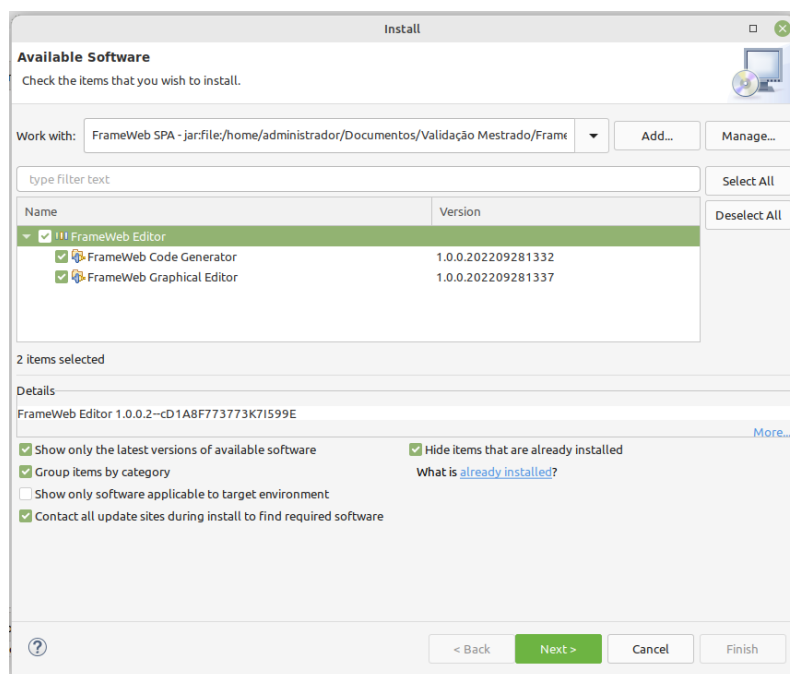 Install
Available Software
Check the items that you wish to install.
Work with: FrameWeb SPA - jar:file:/home/administrador/Documentos/Validação Mestrado/Frame Add... Manage...
type filter text Select All
Name Version Deselect All
FrameWeb Editor
FrameWeb Code Generator 1.0.0.202209281332
FrameWeb Graphical Editor 1.0.0.202209281337
2 items selected
Details
FrameWeb Editor 1.0.0.2--cD1A8F773773K7I599E
More...
Show only the latest versions of available software Hide items that are already installed
Group items by category What is already installed?
Show only software applicable to target environment
Contact all update sites during install to find required software
? < Back Next > Cancel Finish